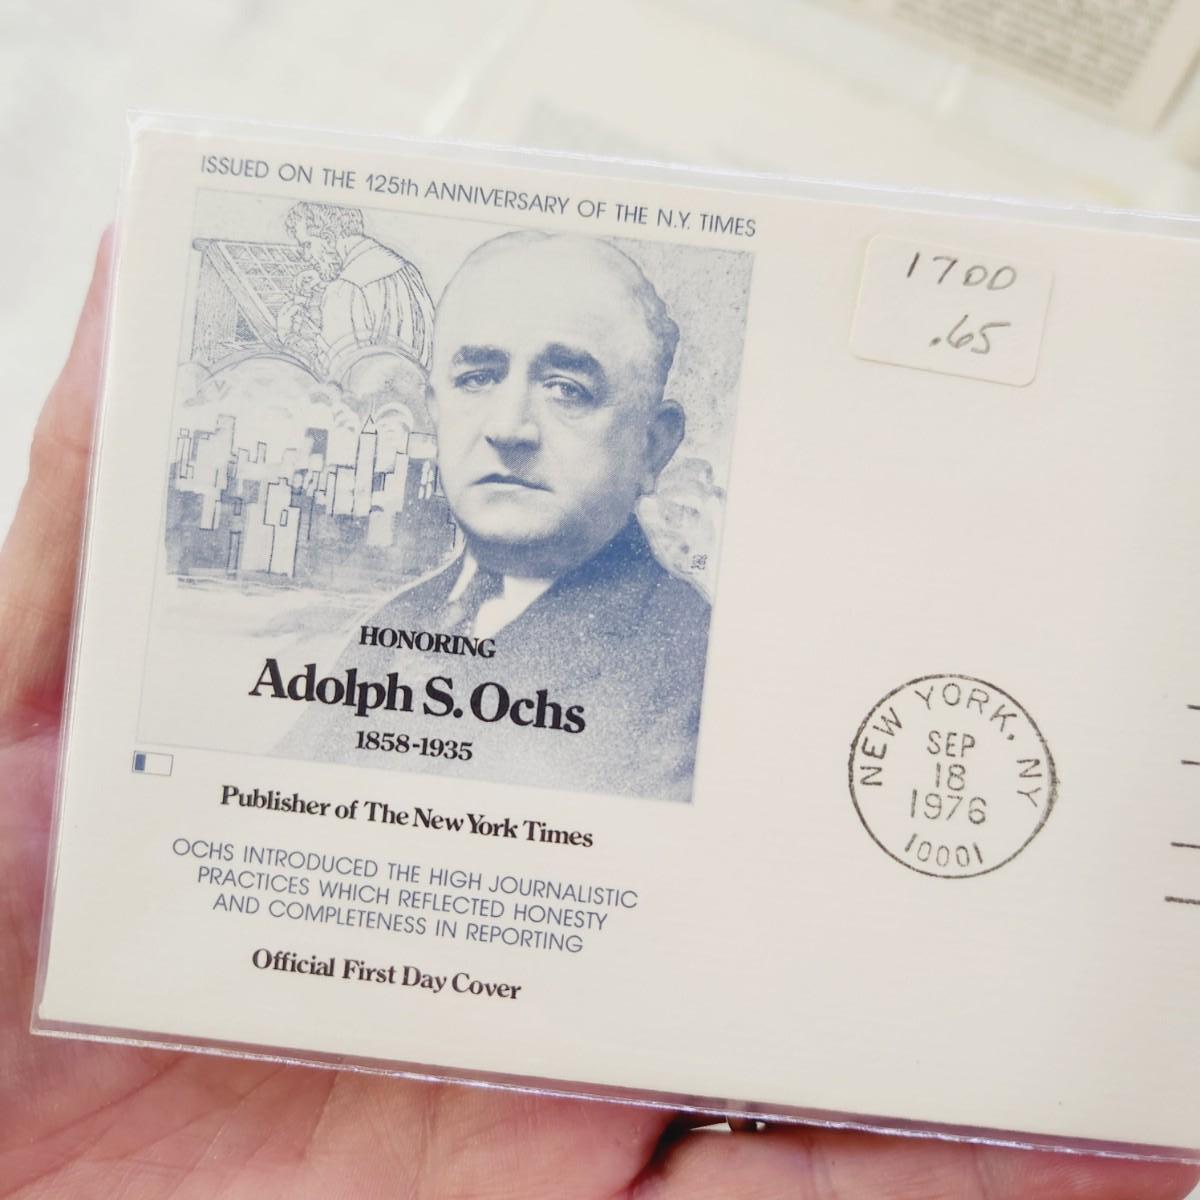 ISSUED ON THE 125th ANNIVERSARY OF THE N.Y. TIMES
1700
.65
HONORING
Adolph S. Ochs
1858-1935
Publisher of The New York Times
OCHS INTRODUCED THE HIGH JOURNALISTIC
PRACTICES WHICH REFLECTED HONESTY
AND COMPLETENESS IN REPORTING
Official First Day Cover
NEW YORK, NY
SEP
18
1976
10001